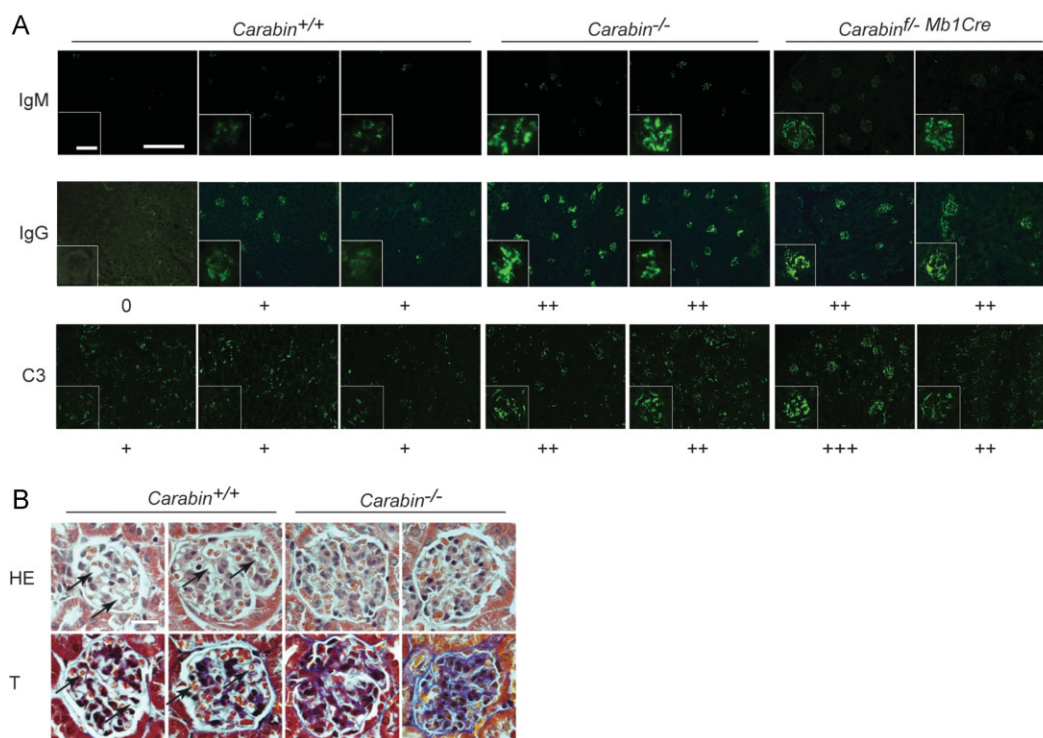 A
Carabin+/+ Carabin-/- Carabinf/- Mb1Cre
IgM
IgG
0 + + ++ ++ ++ ++
C3
+ + + ++ ++ +++ ++
B
Carabin+/+ Carabin-/-
HE
T